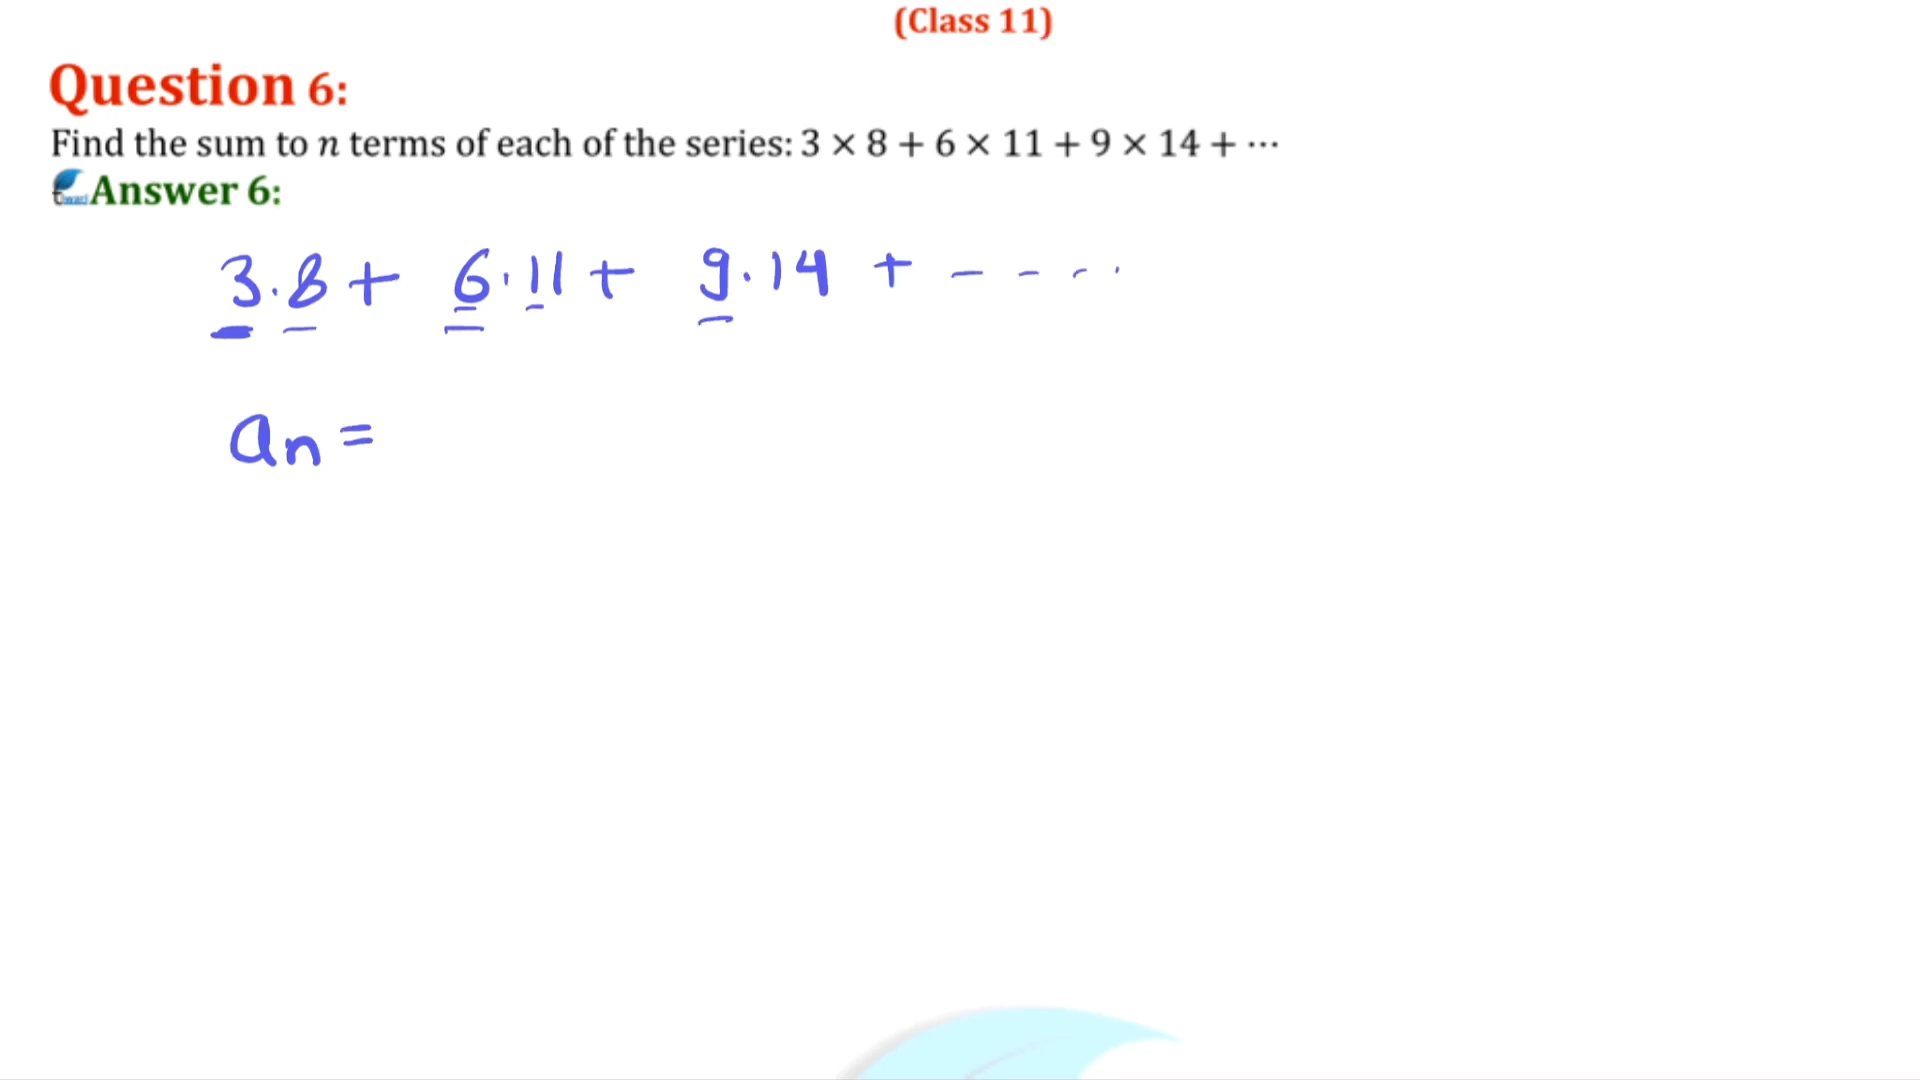 (Class 11)
Question 6:
Find the sum to n terms of each of the series: 3 × 8 + 6 × 11 + 9 × 14 + ⋯
Answer 6:
3.8 + 6.11 + 9.14 + - - - -
an =